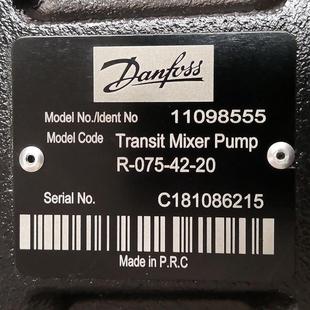 Danfoss
Model No./Ident No 11098555
Model Code Transit Mixer Pump
R-075-42-20
Serial No. C181086215
Made in P.R.C